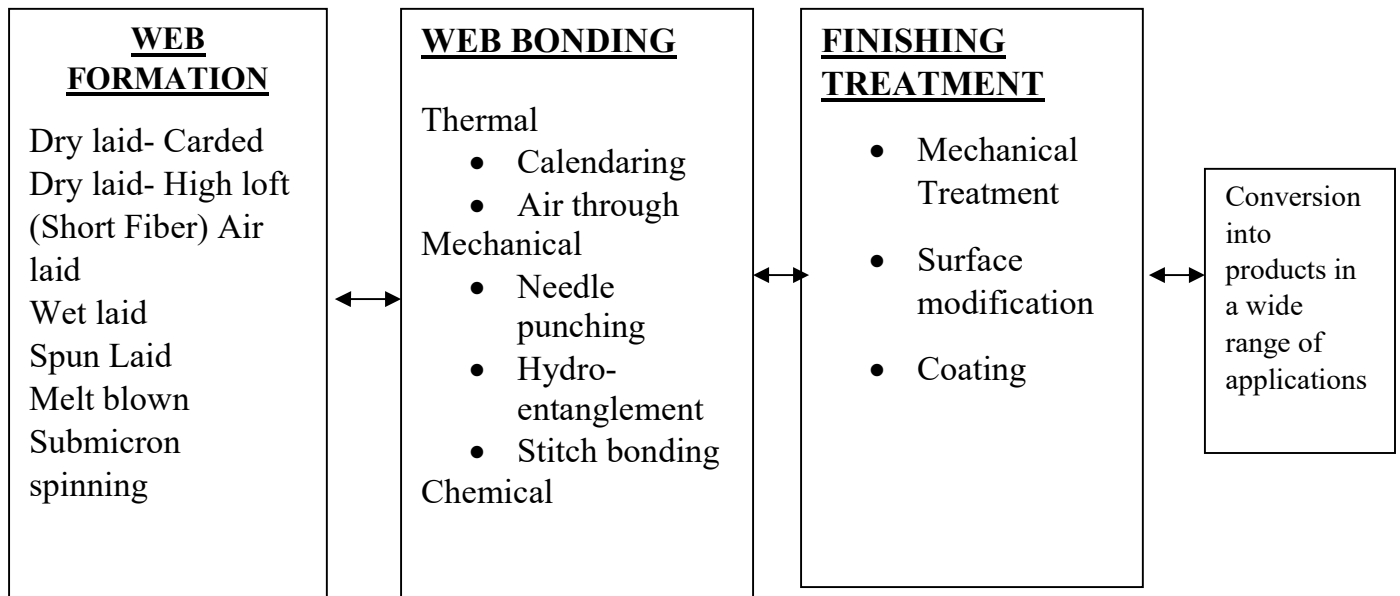 WEB
FORMATION
Dry laid- Carded
Dry laid- High loft
(Short Fiber) Air
laid
Wet laid
Spun Laid
Melt blown
Submicron
spinning
WEB BONDING
Thermal
• Calendaring
• Air through
Mechanical
• Needle
punching
• Hydro-
entanglement
• Stitch bonding
Chemical
FINISHING
TREATMENT
• Mechanical
Treatment
• Surface
modification
• Coating
Conversion
into
products in
a wide
range of
applications